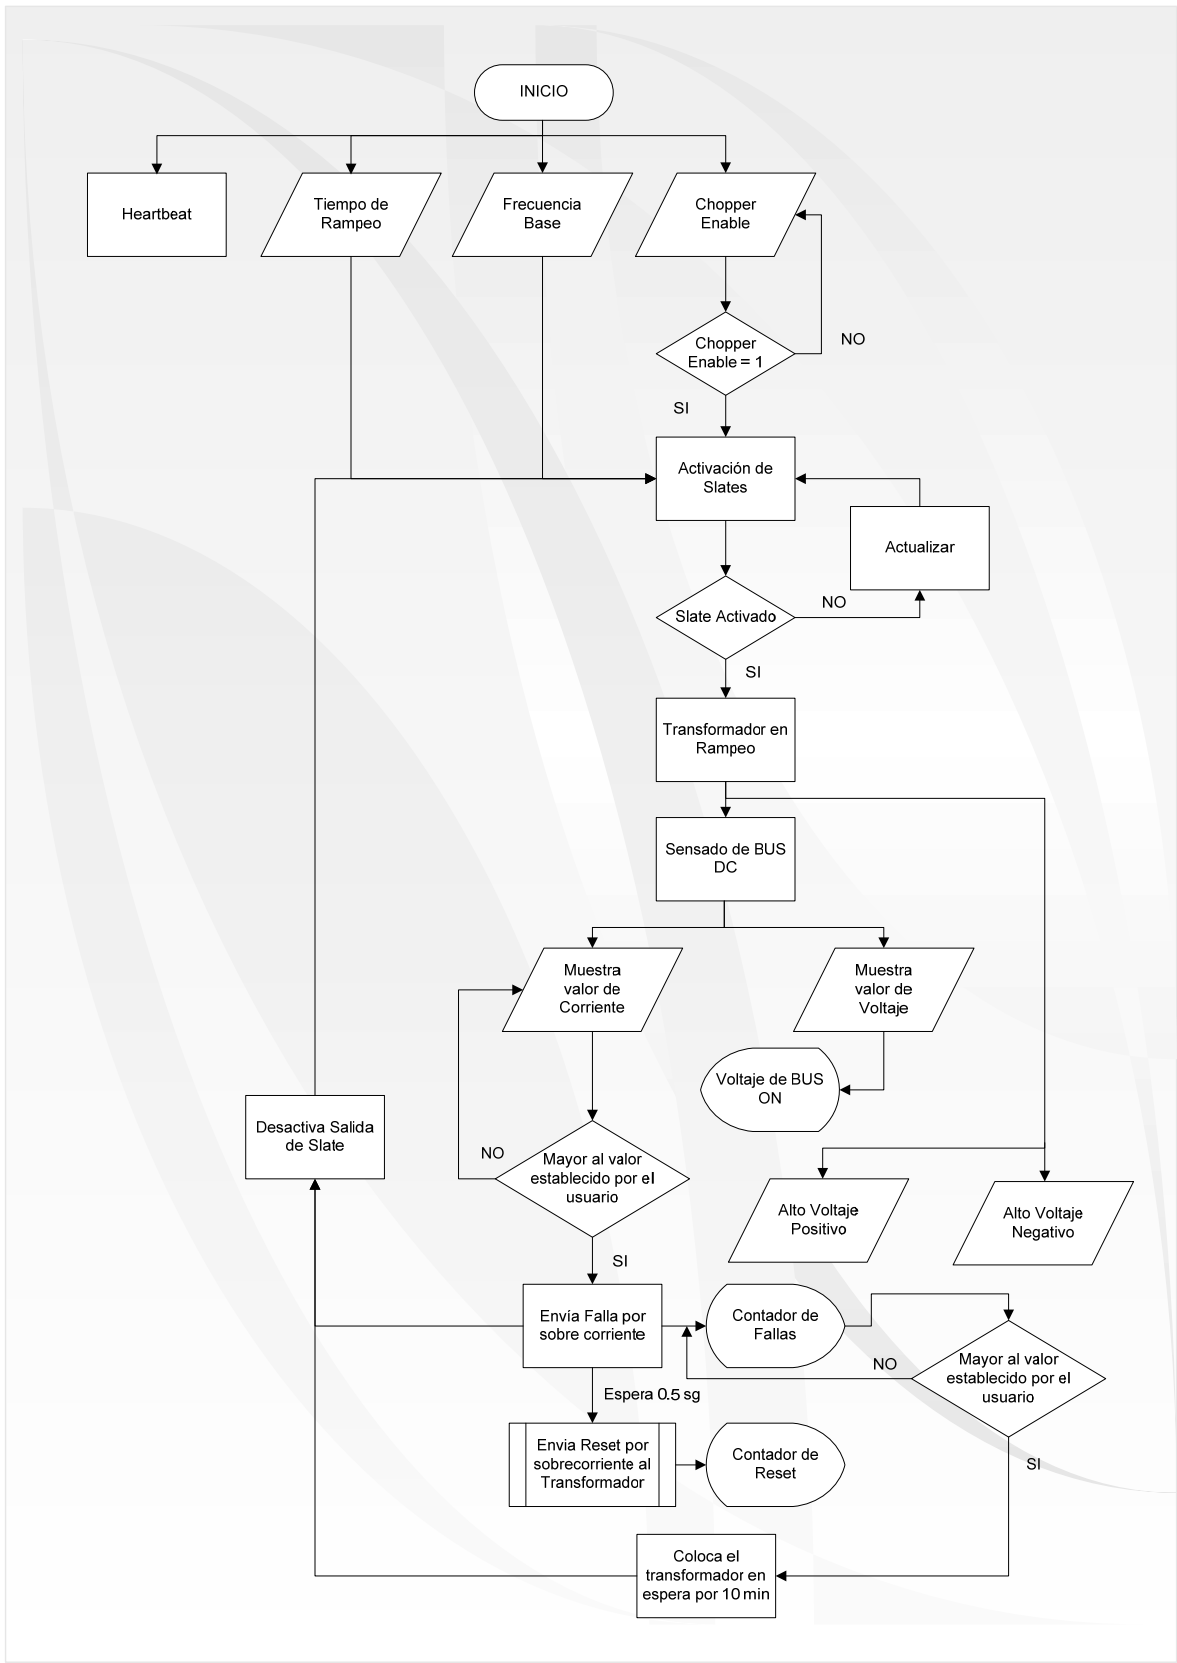 INICIO
Heartbeat
Tiempo de
Rampeo
Frecuencia
Base
Chopper
Enable
Chopper
Enable = 1
NO
SI
Activación de
Slates
Actualizar
Slate Activado
NO
SI
Transformador en
Rampeo
Sensado de BUS
DC
Muestra
valor de
Corriente
Muestra
valor de
Voltaje
Voltaje de BUS
ON
Desactiva Salida
de Slate
NO
Mayor al valor
establecido por el
usuario
SI
Alto Voltaje
Positivo
Alto Voltaje
Negativo
Envía Falla por
sobre corriente
Contador de
Fallas
NO
Mayor al valor
establecido por el
usuario
SI
Espera 0.5 sg
Envia Reset por
sobrecorriente al
Transformador
Contador de
Reset
Coloca el
transformador en
espera por 10 min